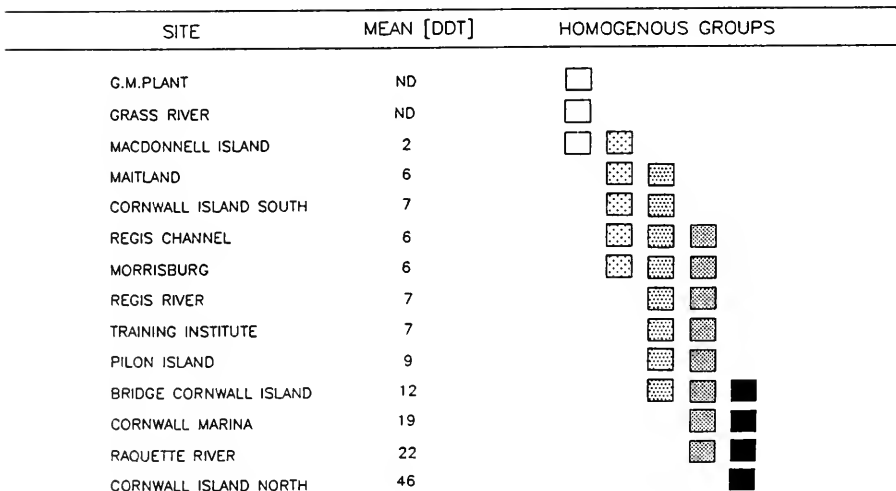 SITE MEAN [DDT] HOMOGENOUS GROUPS
G.M.PLANT ND
GRASS RIVER ND
MACDONNELL ISLAND 2
MAITLAND 6
CORNWALL ISLAND SOUTH 7
REGIS CHANNEL 6
MORRISBURG 6
REGIS RIVER 7
TRAINING INSTITUTE 7
PILON ISLAND 9
BRIDGE CORNWALL ISLAND 12
CORNWALL MARINA 19
RAQUETTE RIVER 22
CORNWALL ISLAND NORTH 46